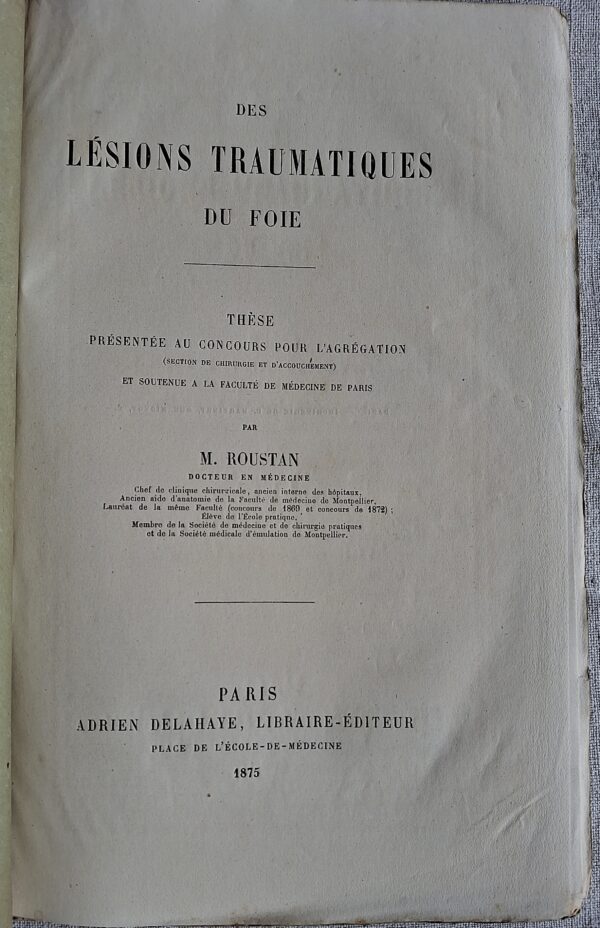 DES
LÉSIONS TRAUMATIQUES
DU FOIE
THÈSE
PRÉSENTÉE AU CONCOURS POUR L'AGRÉGATION
(SECTION DE CHIRURGIE ET D'ACCOUCHEMENT)
ET SOUTENUE A LA FACULTÉ DE MÉDECINE DE PARIS
PAR
M. ROUSTAN
DOCTEUR EN MÉDECINE
Chef de clinique chirurgicale, ancien interne des hôpitaux,
Ancien aide d'anatomie de la Faculté de médecine de Montpellier,
Lauréat de la même Faculté (concours de 1869 et concours de 1872) ;
Élève de l'École pratique,
Membre de la Société de médecine et de chirurgie pratiques
et de la Société médicale d'émulation de Montpellier.
PARIS
ADRIEN DELAHAYE, LIBRAIRE-ÉDITEUR
PLACE DE L'ÉCOLE-DE-MÉDECINE
1875